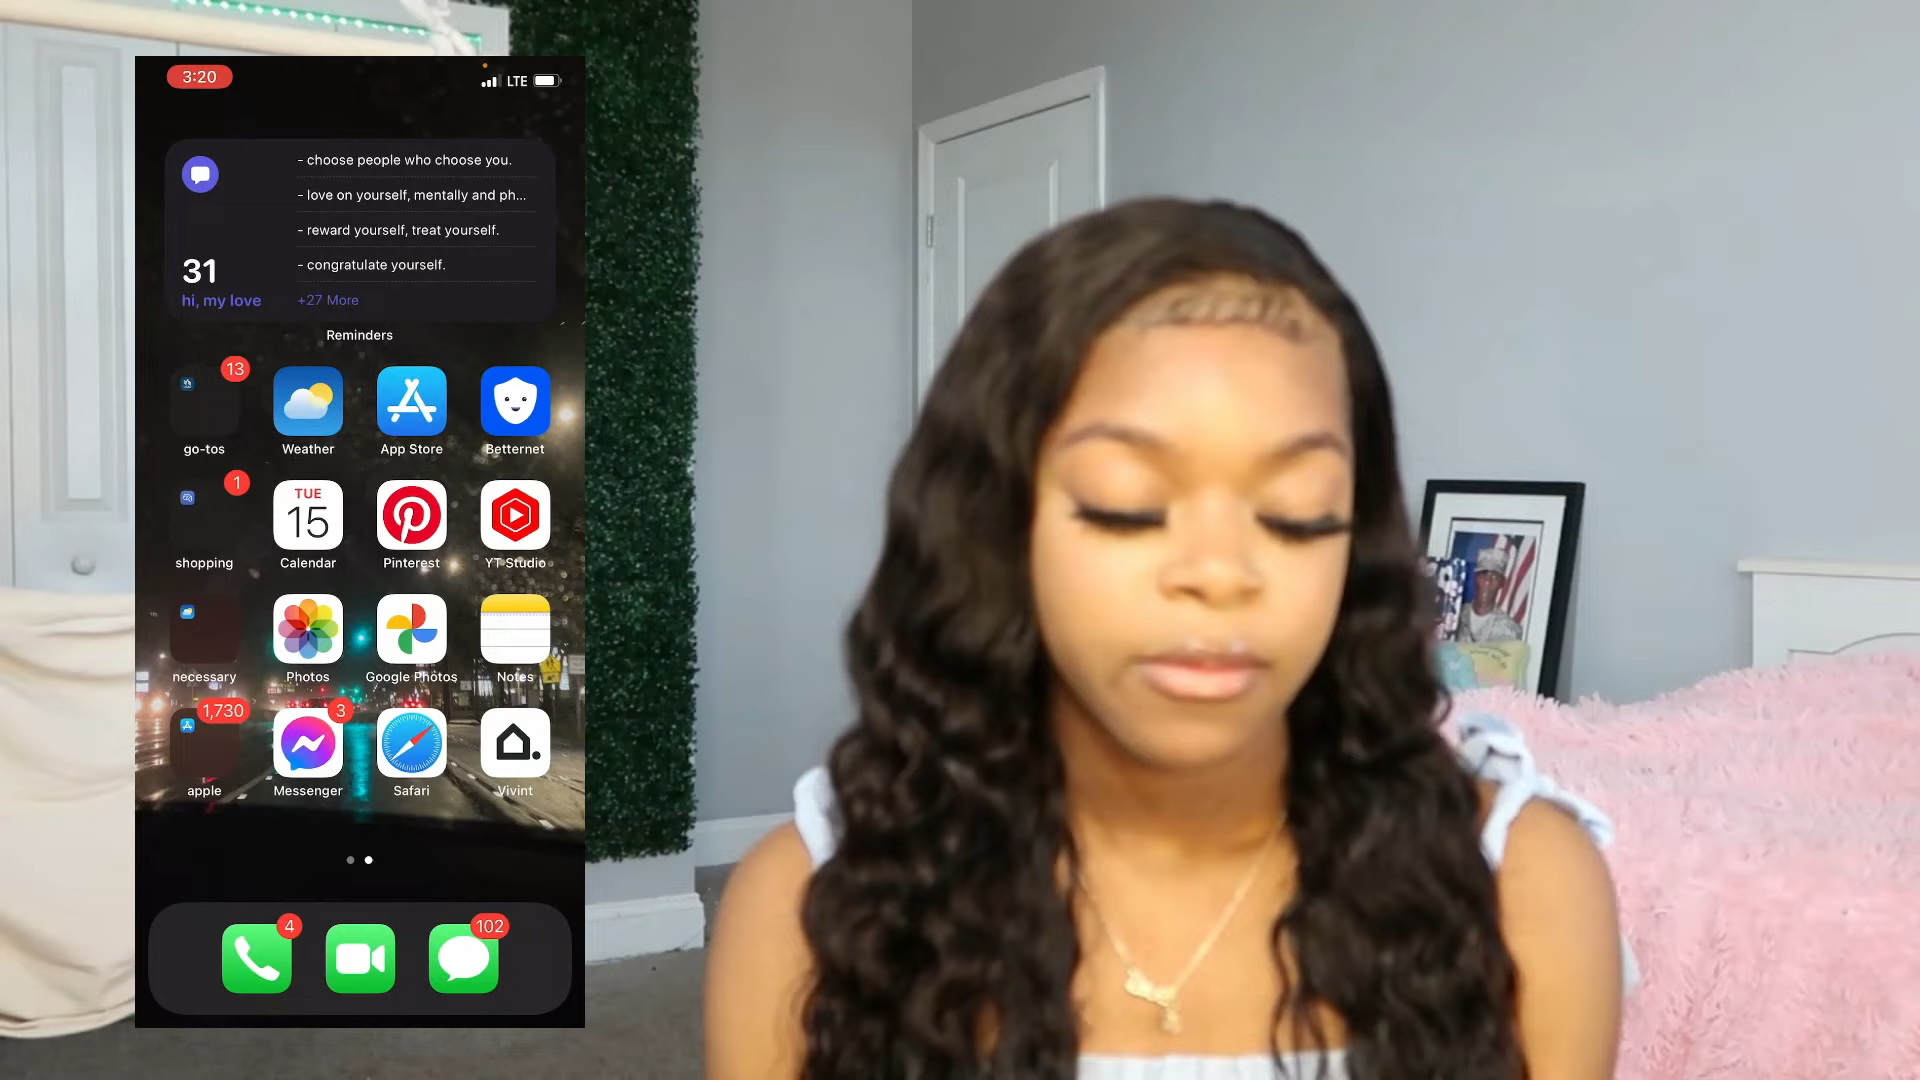 3:20
LTE
- choose people who choose you.
- love on yourself, mentally and ph...
- reward yourself, treat yourself.
- congratulate yourself.
31
hi, my love
+27 More
Reminders
13
go-tos
Weather
App Store
Betternet
1
TUE
15
shopping
Calendar
Pinterest
YT Studio
necessary
Photos
Google Photos
Notes
1,730
3
apple
Messenger
Safari
Vivint
4
102